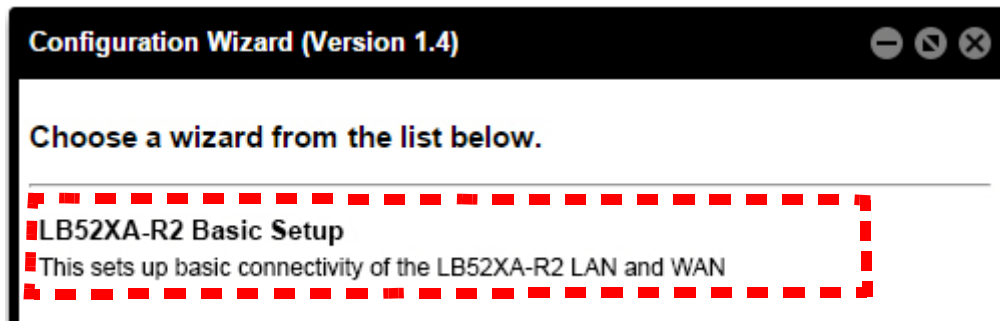 Configuration Wizard (Version 1.4)
Choose a wizard from the list below.
LB52XA-R2 Basic Setup
This sets up basic connectivity of the LB52XA-R2 LAN and WAN